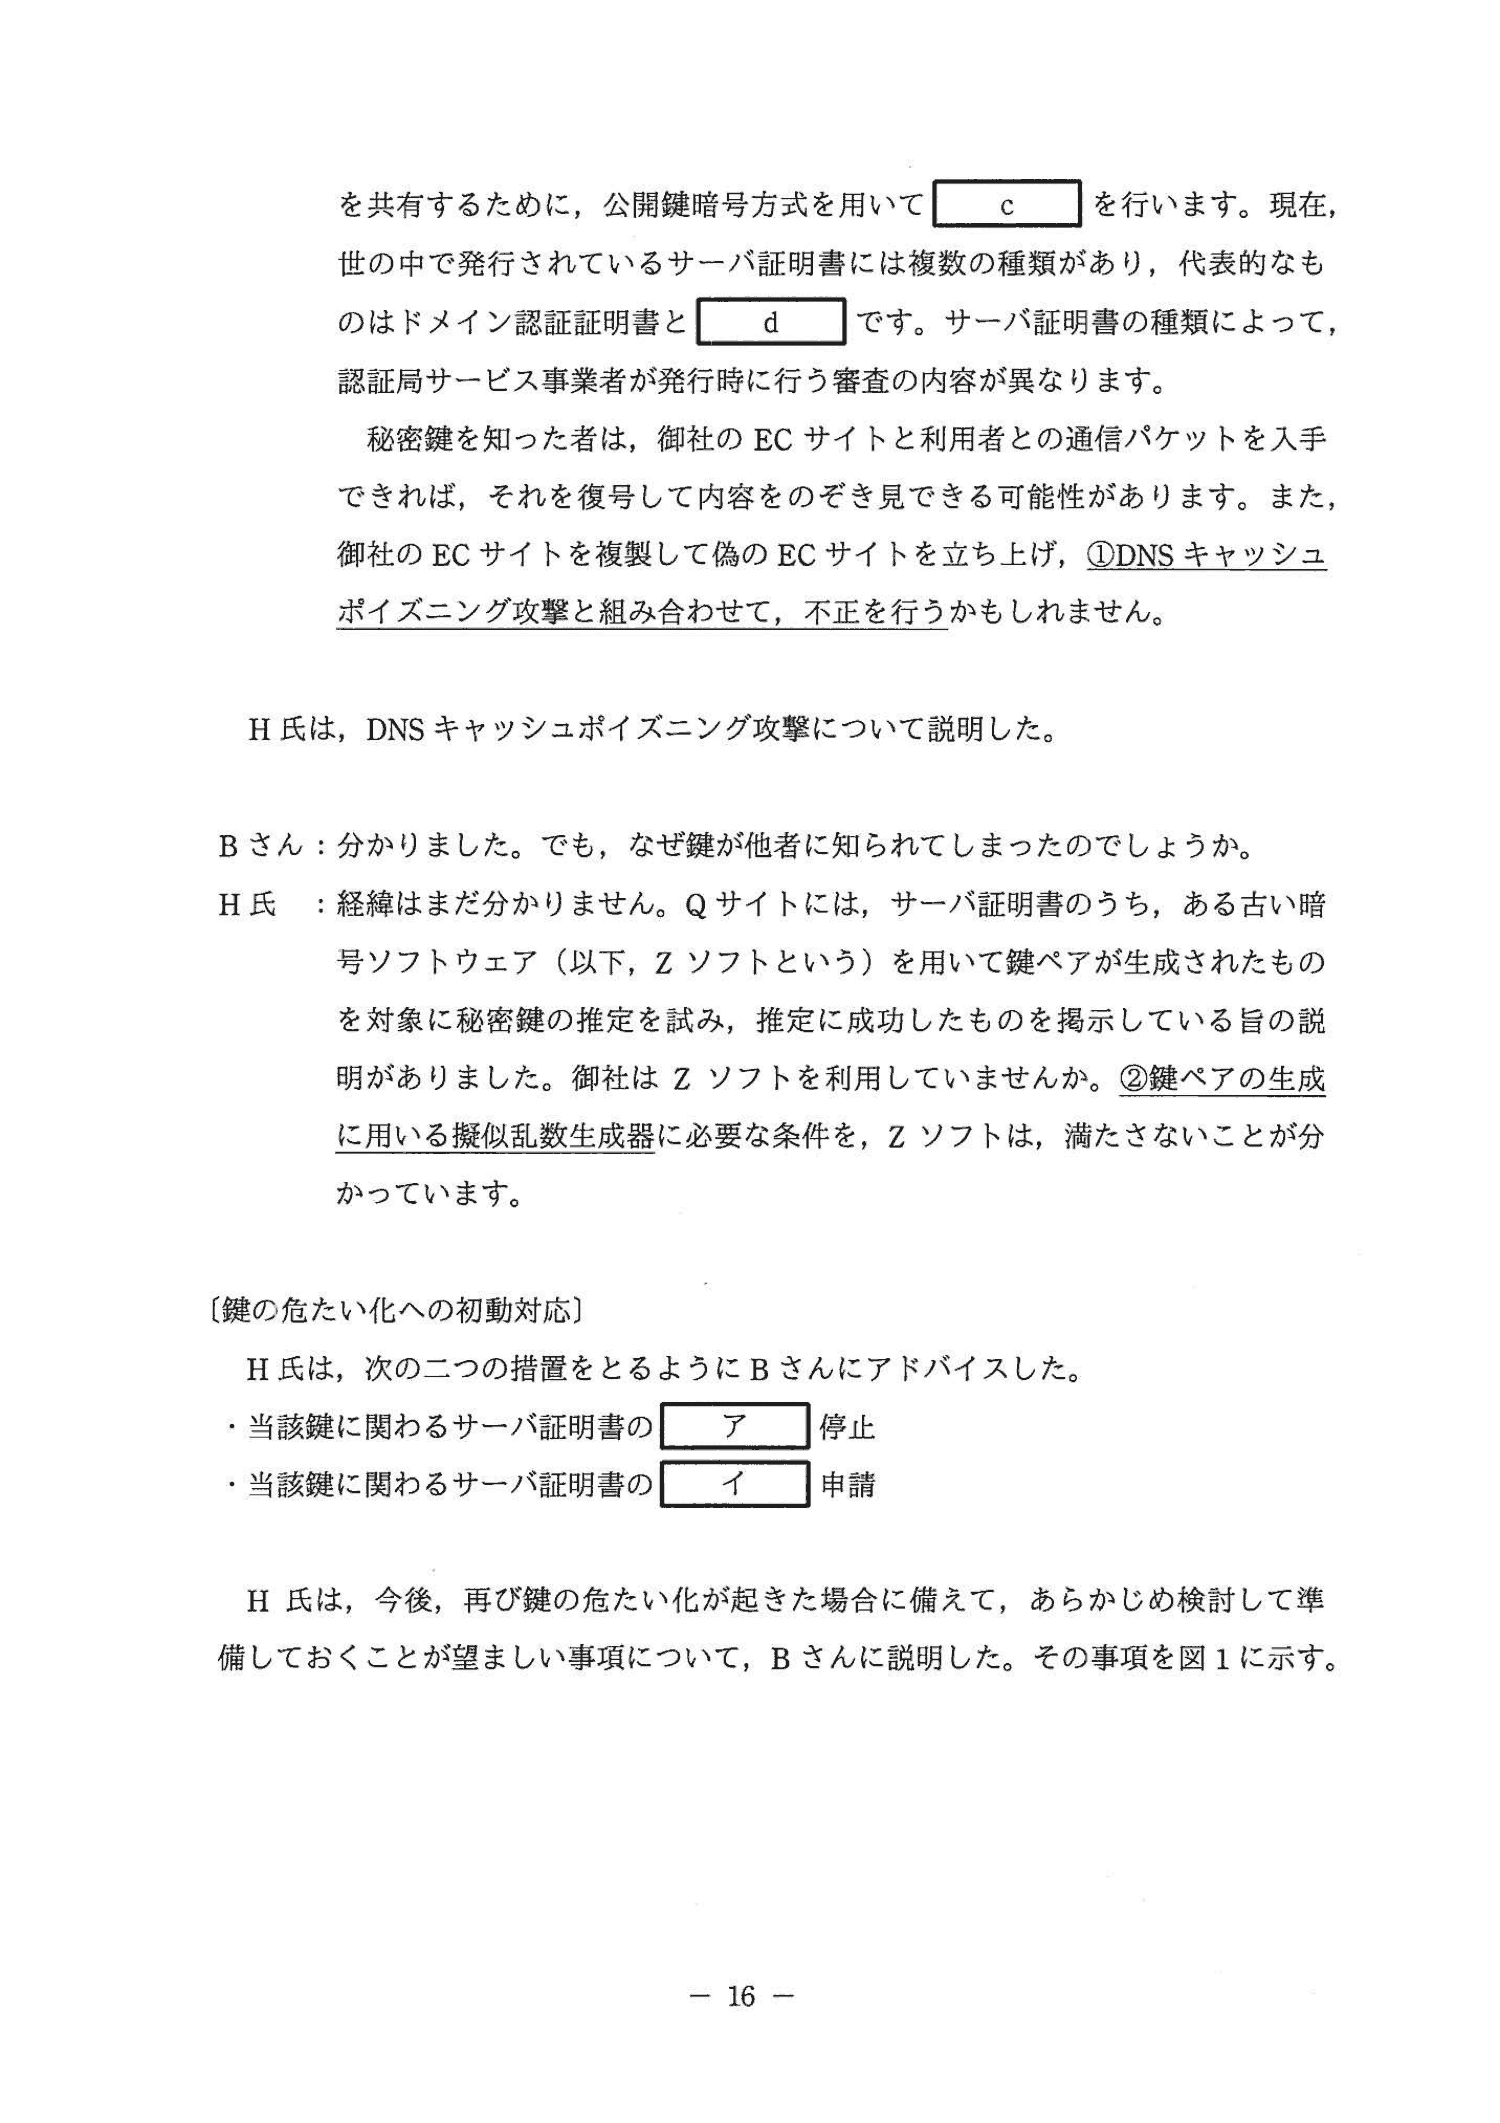 を共有するために，公開鍵暗号方式を用いて c を行います。現在，
世の中で発行されているサーバ証明書には複数の種類があり，代表的なも
のはドメイン認証証明書と d です。サーバ証明書の種類によって，
認証局サービス事業者が発行時に行う審査の内容が異なります。
秘密鍵を知った者は，御社の EC サイトと利用者との通信パケットを入手
できれば，それを復号して内容をのぞき見できる可能性があります。また，
御社の EC サイトを複製して偽の EC サイトを立ち上げ，①DNS キャッシュ
ポイズニング攻撃と組み合わせて，不正を行うかもしれません。
H 氏は，DNS キャッシュポイズニング攻撃について説明した。
B さん：分かりました。でも，なぜ鍵が他者に知られてしまったのでしょうか。
H 氏　：経緯はまだ分かりません。Q サイトには，サーバ証明書のうち，ある古い暗
号ソフトウェア（以下，Z ソフトという）を用いて鍵ペアが生成されたもの
を対象に秘密鍵の推定を試み，推定に成功したものを掲示している旨の説
明がありました。御社は Z ソフトを利用していませんか。②鍵ペアの生成
に用いる擬似乱数生成器に必要な条件を，Z ソフトは，満たさないことが分
かっています。
〔鍵の危たい化への初動対応〕
H 氏は，次の二つの措置をとるように B さんにアドバイスした。
・当該鍵に関わるサーバ証明書の ア 停止
・当該鍵に関わるサーバ証明書の イ 申請
H 氏は，今後，再び鍵の危たい化が起きた場合に備えて，あらかじめ検討して準
備しておくことが望ましい事項について，B さんに説明した。その事項を図 1 に示す。
－ 16 －